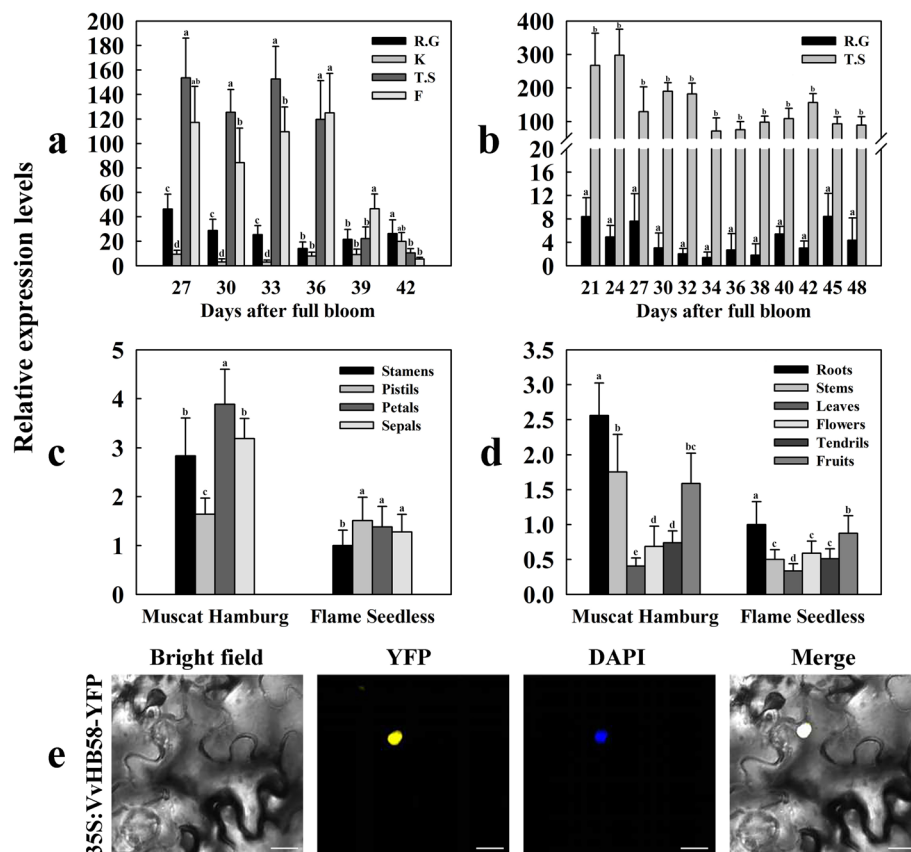 Relative expression levels
a
200
180
160
140
120
100
80
60
40
20
0
R.G
K
T.S
F
c d a ab
c d a b
c d a b
b b a a
b b b a
a ab b b
27 30 33 36 39 42
Days after full bloom
b
400
300
200
100
20
16
12
8
4
0
R.G
T.S
b a b b b b b b b b b b
a a a a a a a a a a a a
21 24 27 30 32 34 36 38 40 42 45 48
Days after full bloom
c
5
4
3
2
1
0
Stamens
Pistils
Petals
Sepals
b c a b
b a a a
Muscat Hamburg Flame Seedless
d
3.5
3.0
2.5
2.0
1.5
1.0
0.5
0.0
Roots
Stems
Leaves
Flowers
Tendrils
Fruits
a b e d d bc
a c d c c b
Muscat Hamburg Flame Seedless
e
Bright field YFP DAPI Merge
35S:VvHB58-YFP